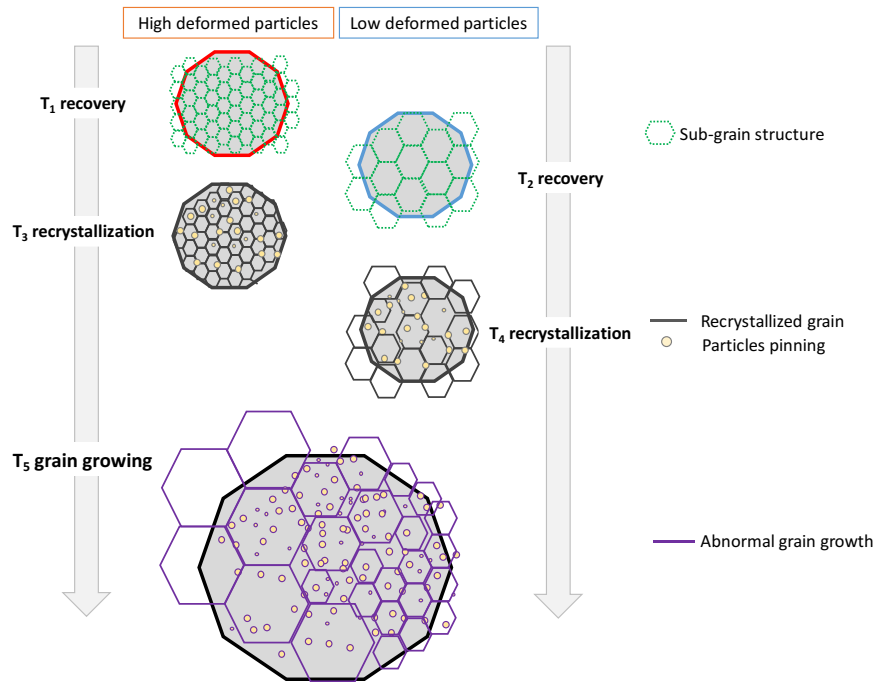 High deformed particles
Low deformed particles
T₁ recovery
Sub-grain structure
T₂ recovery
T₃ recrystallization
Recrystallized grain
T₄ recrystallization
Particles pinning
T₅ grain growing
Abnormal grain growth